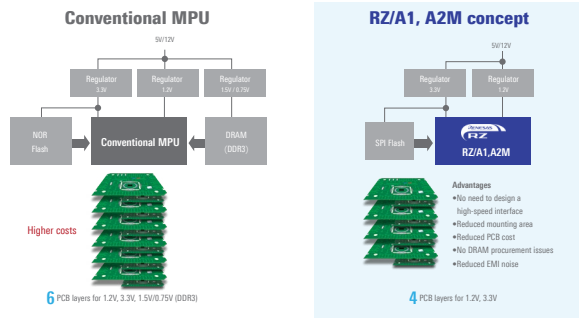 Conventional MPU
5V/12V
Regulator
3.3V
Regulator
1.2V
Regulator
1.5V / 0.75V
NOR
Flash
Conventional MPU
DRAM
(DDR3)
Higher costs
6 PCB layers for 1.2V, 3.3V, 1.5V/0.75V (DDR3)
RZ/A1, A2M concept
5V/12V
Regulator
3.3V
Regulator
1.2V
SPI Flash
RENESAS
RZ
RZ/A1,A2M
Advantages
•No need to design a
high-speed interface
•Reduced mounting area
•Reduced PCB cost
•No DRAM procurement issues
•Reduced EMI noise
4 PCB layers for 1.2V, 3.3V